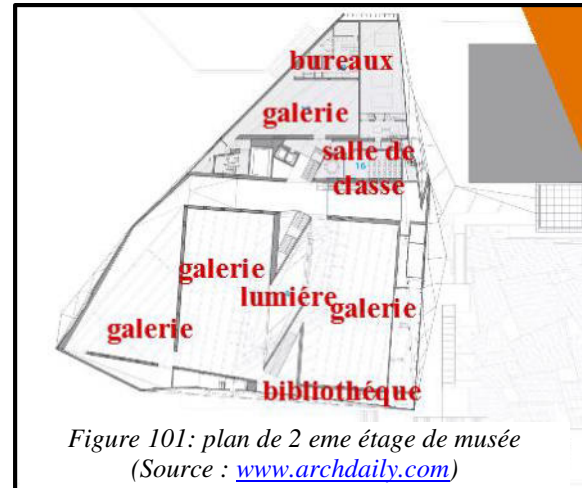 bureaux
galerie
salle de
16
classe
galerie
lumiére
galerie
galerie
bibliothéque
Figure 101: plan de 2 eme étage de musée
(Source : www.archdaily.com)